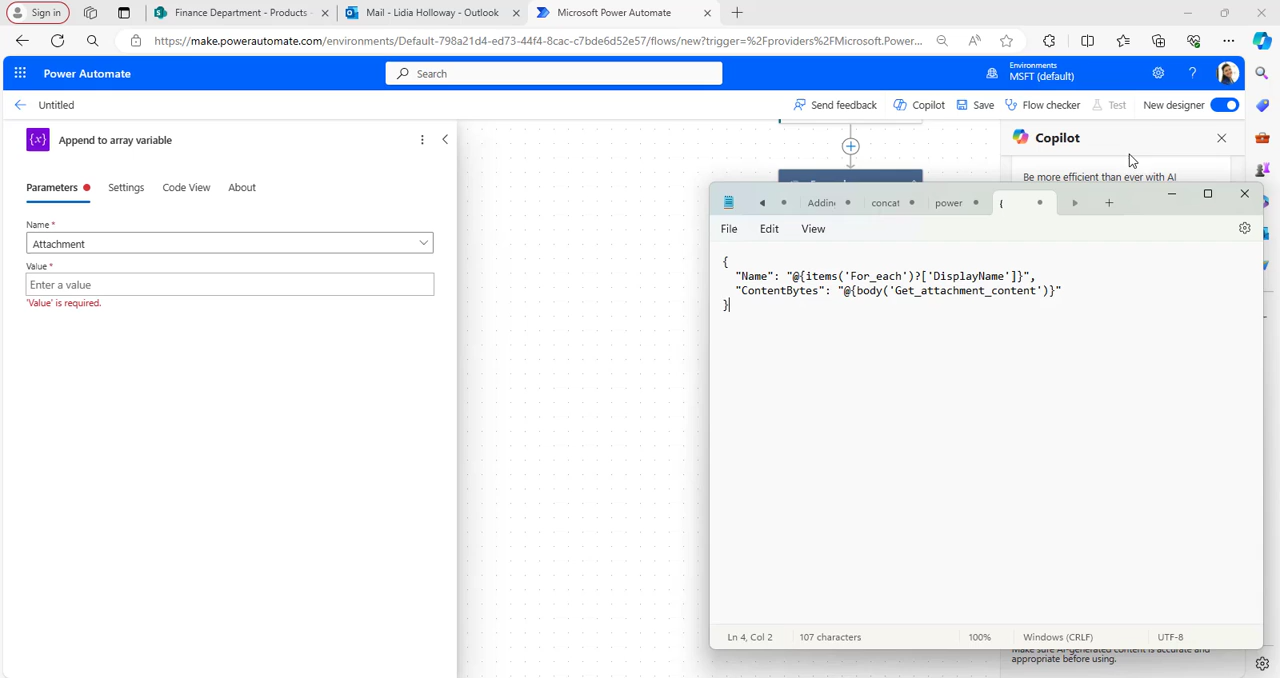 Sign in
Finance Department - Products -
Mail - Lidia Holloway - Outlook
Microsoft Power Automate
https://make.powerautomate.com/environments/Default-798a21d4-ed73-44f4-8cac-c7bde6d52e57/flows/new?trigger=%2Fproviders%2FMicrosoft.Power...
Power Automate
Search
Environments
MSFT (default)
Untitled
Send feedback
Copilot
Save
Flow checker
Test
New designer
{x} Append to array variable
Copilot
Be more efficient than ever with AI
Parameters
Settings
Code View
About
Name *
Attachment
Value *
Enter a value
'Value' is required.
Addin
concat
power
{
File
Edit
View
{
"Name": "@{items('For_each')?['DisplayName']}",
"ContentBytes": "@{body('Get_attachment_content')}"
}
Ln 4, Col 2
107 characters
100%
Windows (CRLF)
UTF-8
Make sure AI-generated content is accurate and
appropriate before using.